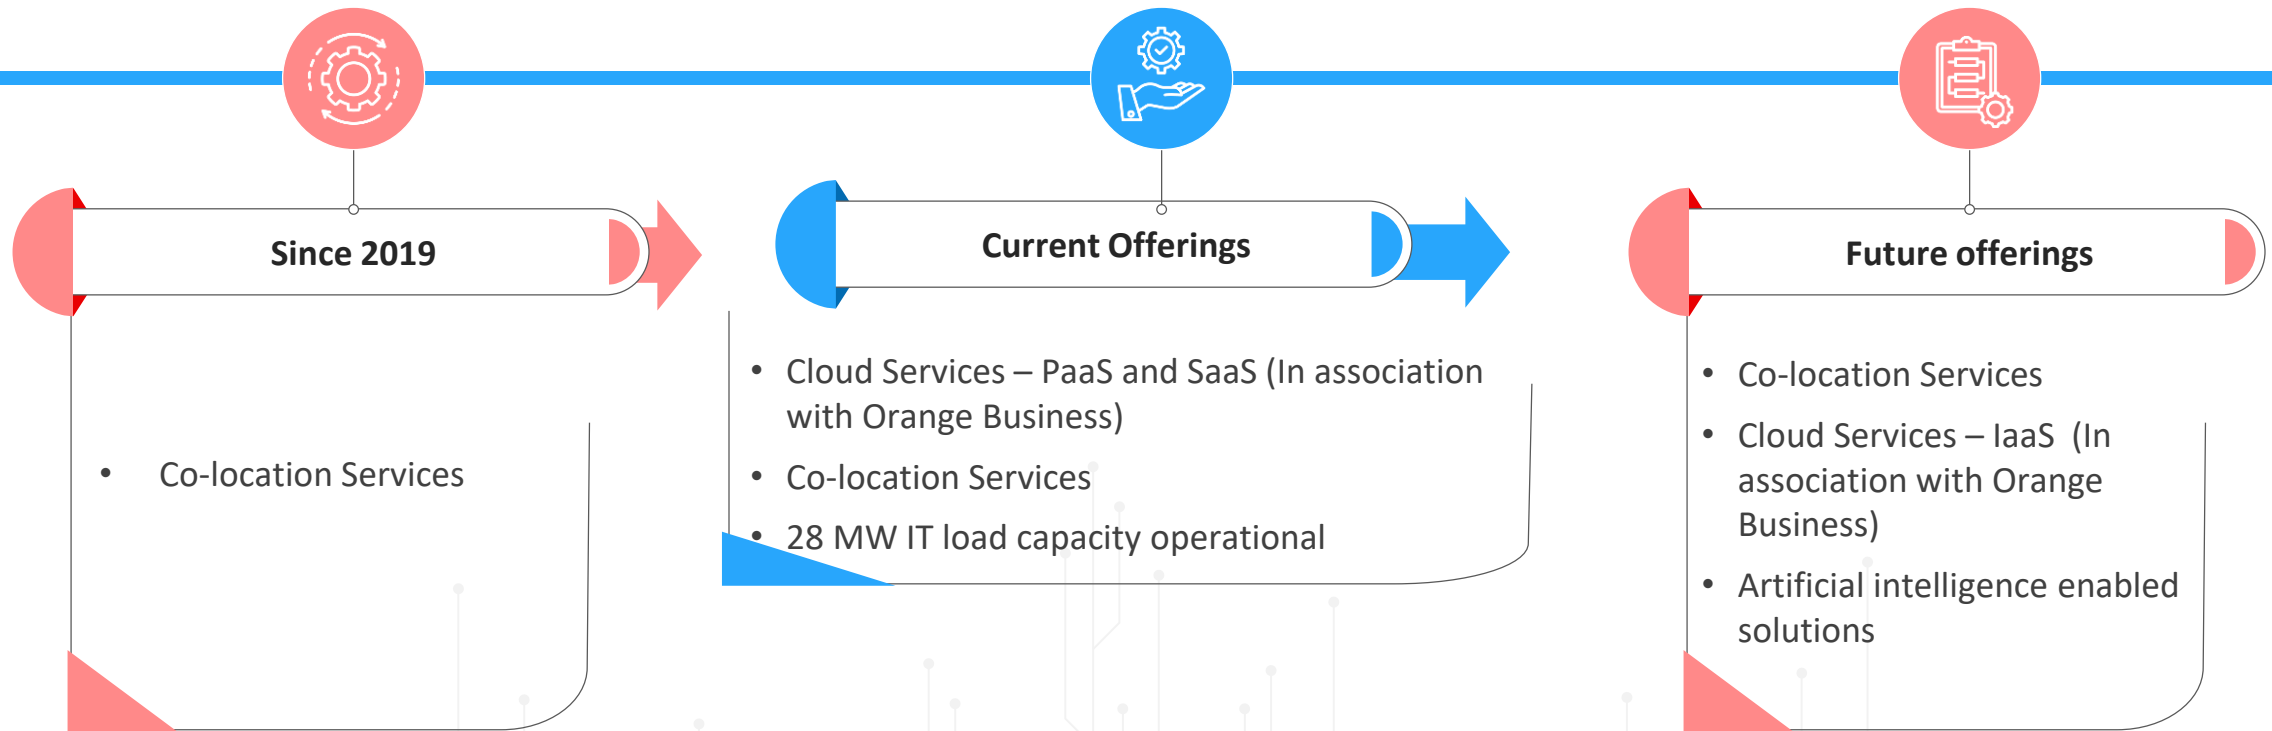 Since 2019
• Co-location Services
Current Offerings
• Cloud Services – PaaS and SaaS (In association
with Orange Business)
• Co-location Services
• 28 MW IT load capacity operational
Future offerings
• Co-location Services
• Cloud Services – IaaS (In
association with Orange
Business)
• Artificial intelligence enabled
solutions